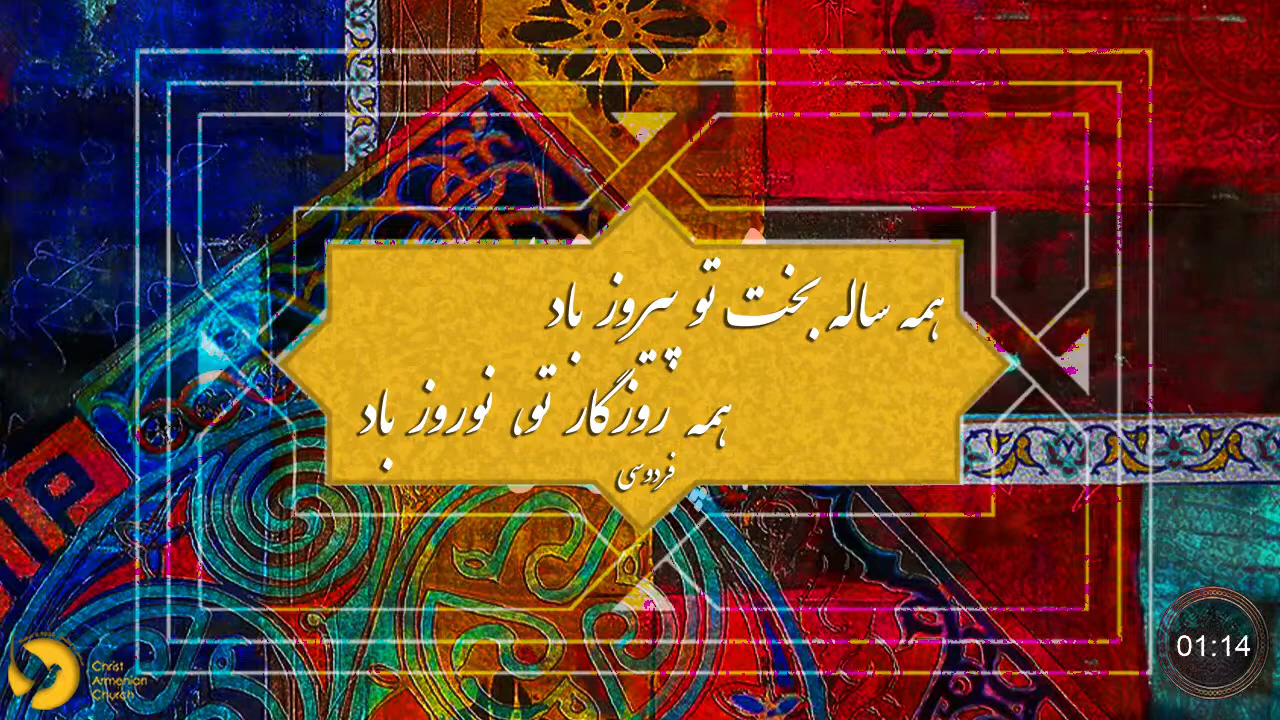 همه ساله بخت تو پیروز باد
همه روزگار تو، نوروز باد
فردوسی
Christ
Armenian
Church
01:14